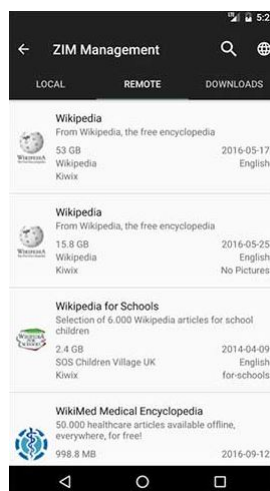 5:2
ZIM Management
LOCAL REMOTE DOWNLOADS
Wikipedia
From Wikipedia, the free encyclopedia
53 GB 2016-05-17
Wikipedia English
Kiwix
Wikipedia
From Wikipedia, the free encyclopedia
15.8 GB 2016-05-25
Wikipedia English
Kiwix No Pictures
Wikipedia for Schools
Selection of 6.000 Wikipedia articles for school
children
2.4 GB 2014-04-09
SOS Children Village UK English
Kiwix for-schools
WikiMed Medical Encyclopedia
50.000 healthcare articles available offline,
everywhere, for free!
998.8 MB 2016-09-12